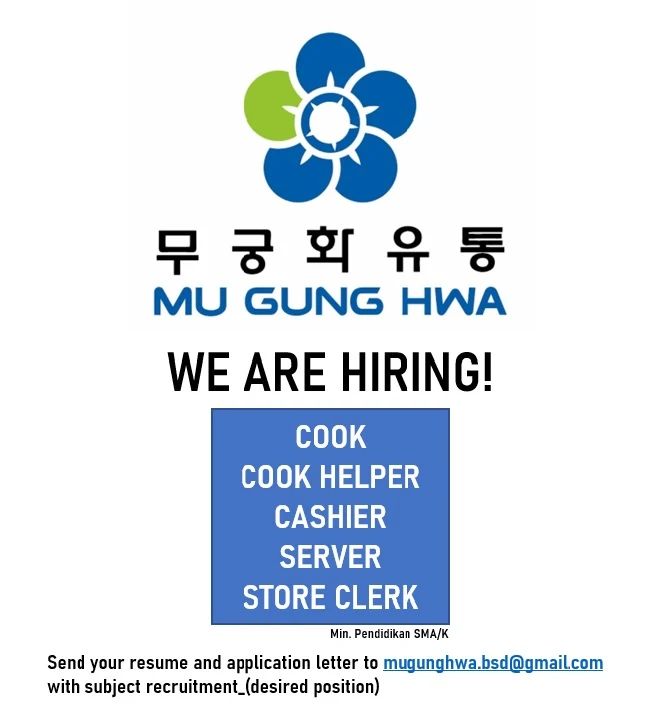 무궁화유통
MU GUNG HWA
WE ARE HIRING!
COOK
COOK HELPER
CASHIER
SERVER
STORE CLERK
Min. Pendidikan SMA/K
Send your resume and application letter to mugunghwa.bsd@gmail.com
with subject recruitment_(desired position)